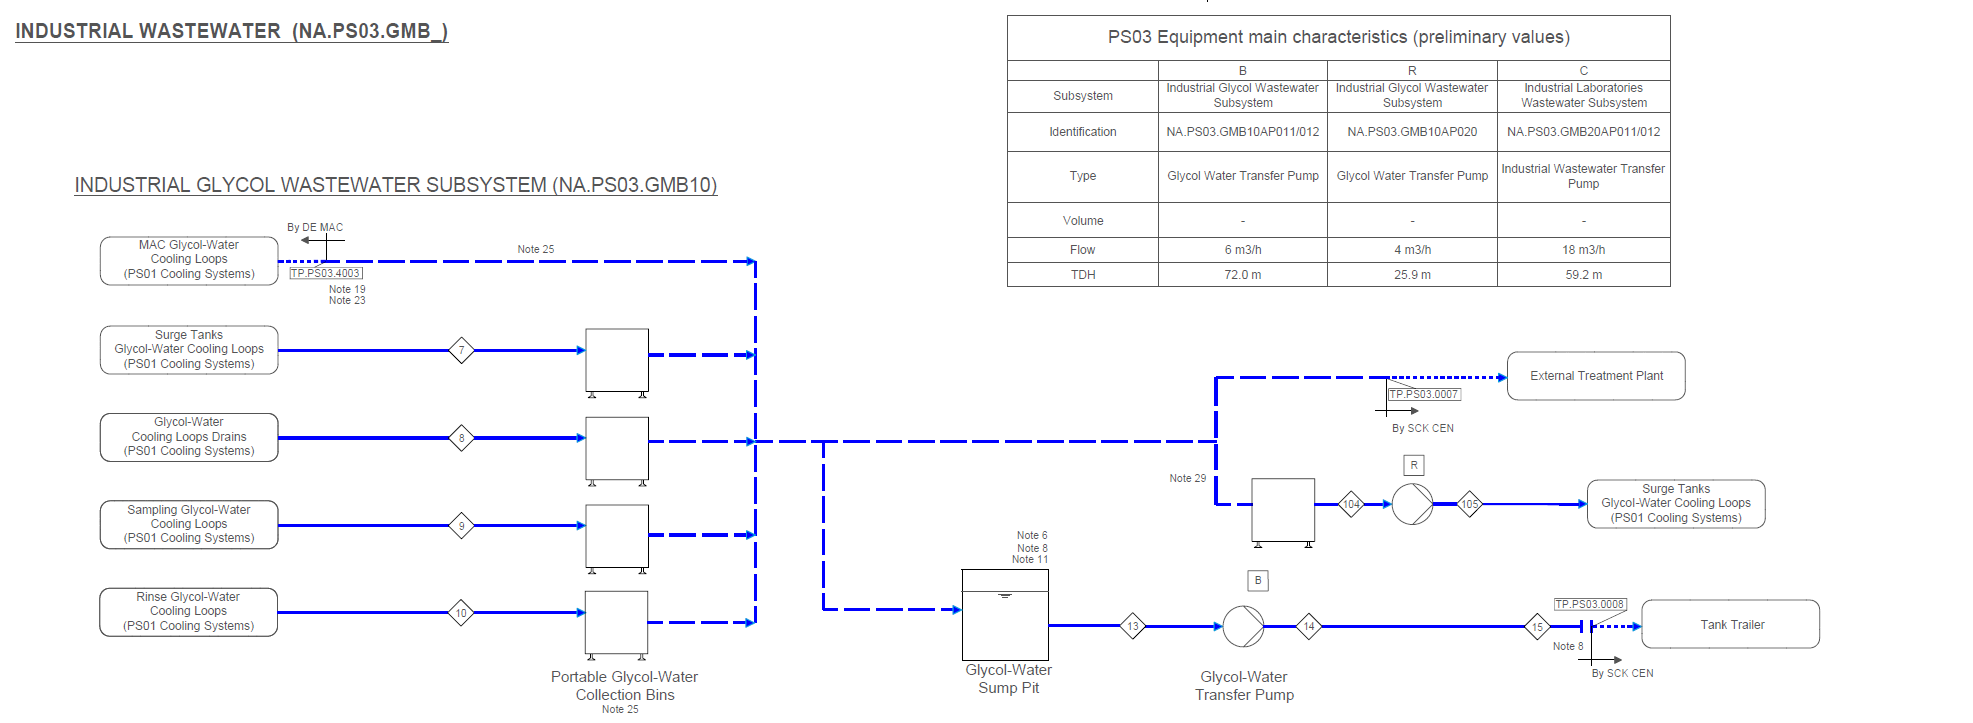 INDUSTRIAL WASTEWATER (NA.PS03.GMB_)
PS03 Equipment main characteristics (preliminary values)
B R C
Subsystem
Industrial Glycol Wastewater
Subsystem
Industrial Glycol Wastewater
Subsystem
Industrial Laboratories
Wastewater Subsystem
Identification NA.PS03.GMB10AP011/012 NA.PS03.GMB10AP020 NA.PS03.GMB20AP011/012
Type Glycol Water Transfer Pump Glycol Water Transfer Pump
Industrial Wastewater Transfer
Pump
Volume - - -
Flow 6 m3/h 4 m3/h 18 m3/h
TDH 72.0 m 25.9 m 59.2 m
INDUSTRIAL GLYCOL WASTEWATER SUBSYSTEM (NA.PS03.GMB10)
MAC Glycol-Water
Cooling Loops
(PS01 Cooling Systems)
By DE MAC
TP.PS03.4003
Note 19
Note 23
Note 25
Surge Tanks
Glycol-Water Cooling Loops
(PS01 Cooling Systems)
7
Glycol-Water
Cooling Loops Drains
(PS01 Cooling Systems)
8
Sampling Glycol-Water
Cooling Loops
(PS01 Cooling Systems)
9
Rinse Glycol-Water
Cooling Loops
(PS01 Cooling Systems)
10
Portable Glycol-Water
Collection Bins
Note 25
TP.PS03.0007
By SCK CEN
External Treatment Plant
Note 29
104
R
105
Surge Tanks
Glycol-Water Cooling Loops
(PS01 Cooling Systems)
Note 6
Note 8
Note 11
Glycol-Water
Sump Pit
13
B
Glycol-Water
Transfer Pump
14
15
Note 8
TP.PS03.0008
By SCK CEN
Tank Trailer